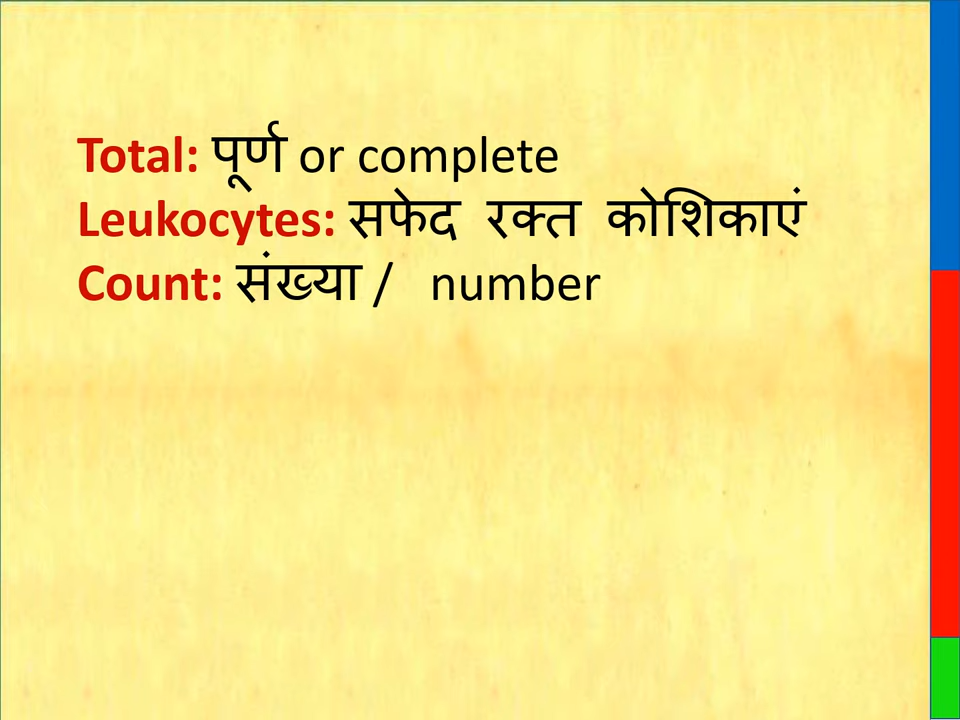 Total: पूर्ण or complete
Leukocytes: सफेद रक्त कोशिकाएं
Count: संख्या / number